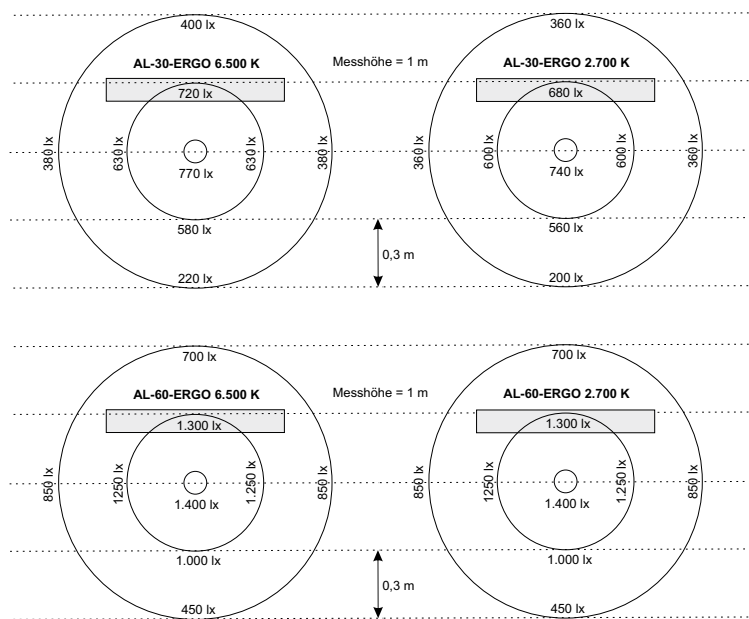 400 lx
AL-30-ERGO 6.500 K
720 lx
380 lx
630 lx
630 lx
380 lx
770 lx
580 lx
220 lx
Messhöhe = 1 m
360 lx
AL-30-ERGO 2.700 K
680 lx
360 lx
600 lx
600 lx
360 lx
740 lx
560 lx
200 lx
0,3 m
700 lx
AL-60-ERGO 6.500 K
1.300 lx
850 lx
1250 lx
1.250 lx
850 lx
1.400 lx
1.000 lx
450 lx
Messhöhe = 1 m
700 lx
AL-60-ERGO 2.700 K
1.300 lx
850 lx
1250 lx
1.250 lx
850 lx
1.400 lx
1.000 lx
450 lx
0,3 m